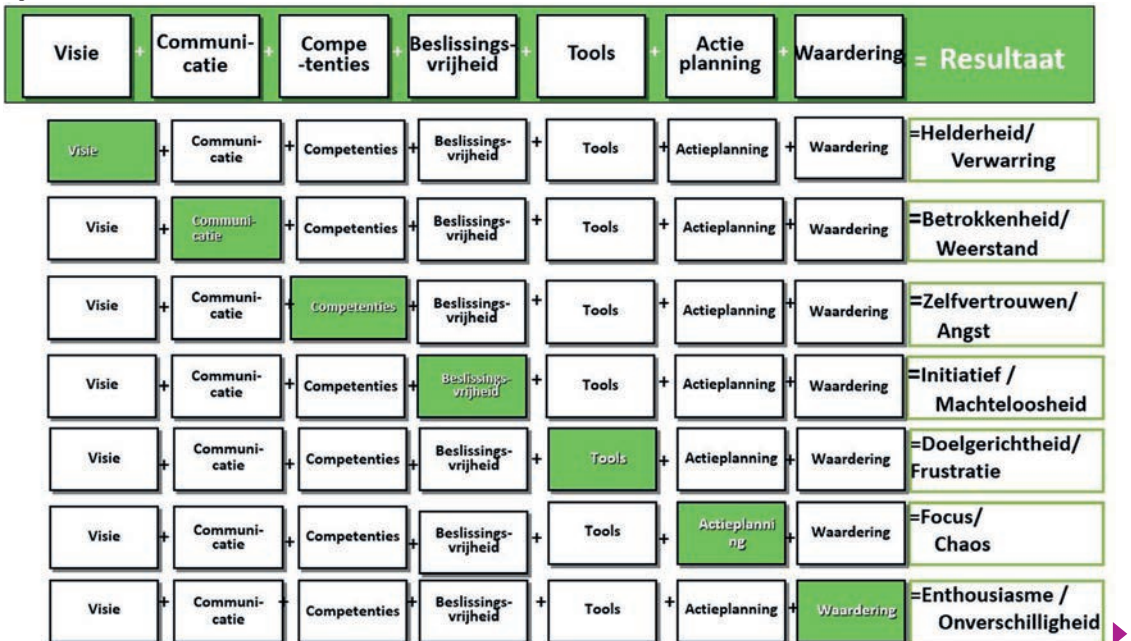 Visie + Communi-catie + Compe-tenties + Beslissings-vrijheid + Tools + Actie planning + Waardering = Resultaat
Visie + Communi-catie + Competenties + Beslissings-vrijheid + Tools + Actieplanning + Waardering =Helderheid/ Verwarring
Visie + Communi-catie + Competenties + Beslissings-vrijheid + Tools + Actieplanning + Waardering =Betrokkenheid/ Weerstand
Visie + Communi-catie + Competenties + Beslissings-vrijheid + Tools + Actieplanning + Waardering =Zelfvertrouwen/ Angst
Visie + Communi-catie + Competenties + Beslissings-vrijheid + Tools + Actieplanning + Waardering =Initiatief / Machteloosheid
Visie + Communi-catie + Competenties + Beslissings-vrijheid + Tools + Actieplanning + Waardering =Doelgerichtheid/ Frustratie
Visie + Communi-catie + Competenties + Beslissings-vrijheid + Tools + Actieplanning + Waardering =Focus/ Chaos
Visie + Communi-catie + Competenties + Beslissings-vrijheid + Tools + Actieplanning + Waardering =Enthousiasme / Onverschilligheid